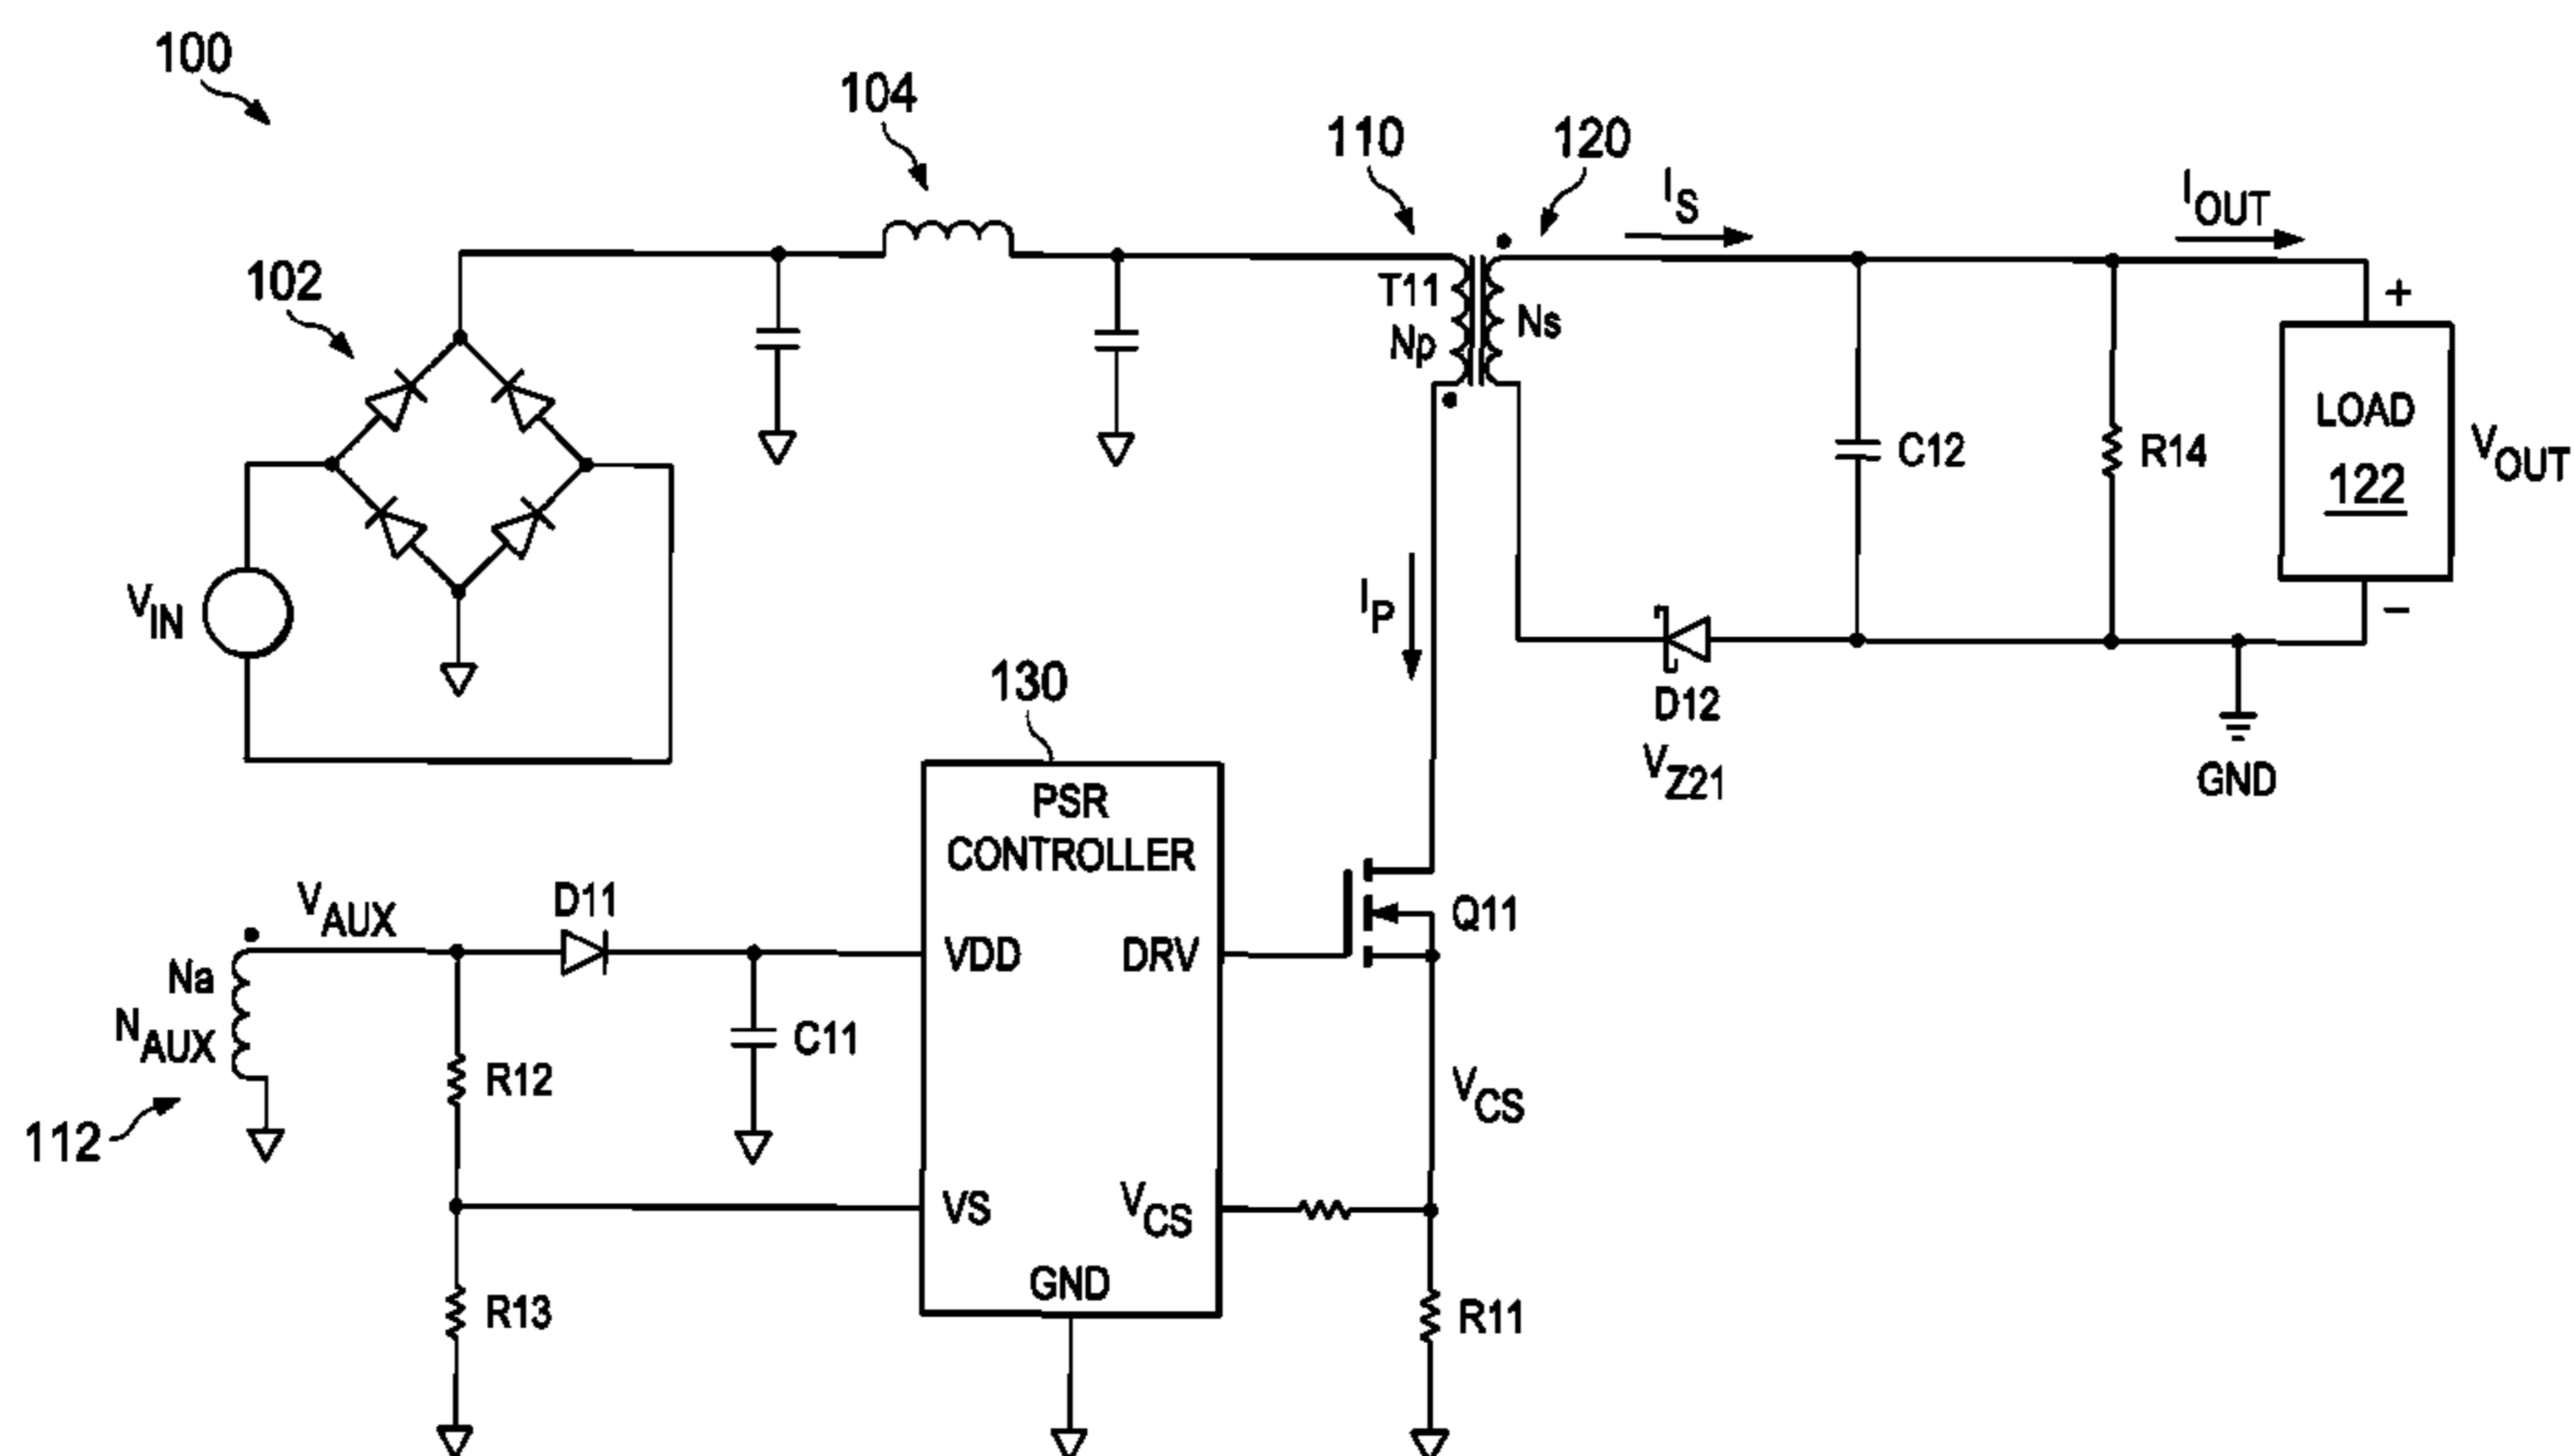 100
104
110
120
I_S
I_OUT
102
T11
Np
Ns
+
LOAD
122
V_OUT
C12
R14
V_IN
I_P
−
130
D12
V_Z21
GND
PSR
CONTROLLER
V_AUX
D11
VDD
DRV
Q11
Na
N_AUX
C11
R12
V_CS
112
VS
V_CS
GND
R13
R11